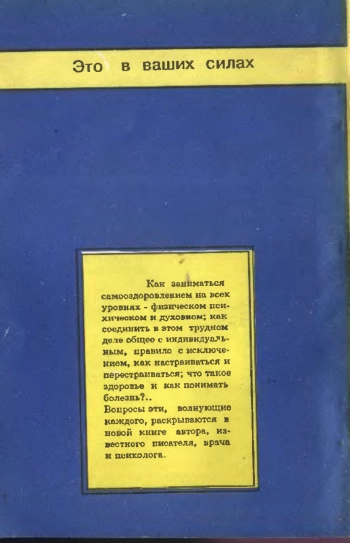 Это в ваших силах
Как заниматься
самооздоровлением на всех
уровнях - физическом пси-
хическом и духовном; как
соединить в этом трудном
деле общее с индивидуаль-
ным, правило с исключе-
нием, как настраиваться и
перестраиваться; что такое
здоровье и как понимать
болезнь?..
Вопросы эти, волнующие
каждого, раскрываются в
новой книге автора, из-
вестного писателя, врача
и психолога.